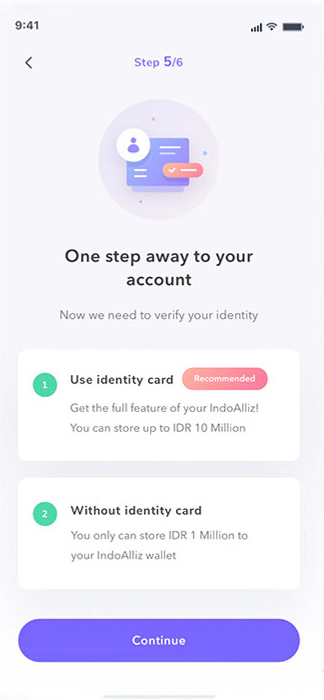 9:41
Step 5/6
One step away to your
account
Now we need to verify your identity
1
Use identity card
Recommended
Get the full feature of your IndoAlliz!
You can store up to IDR 10 Million
2
Without identity card
You only can store IDR 1 Million to
your IndoAlliz wallet
Continue